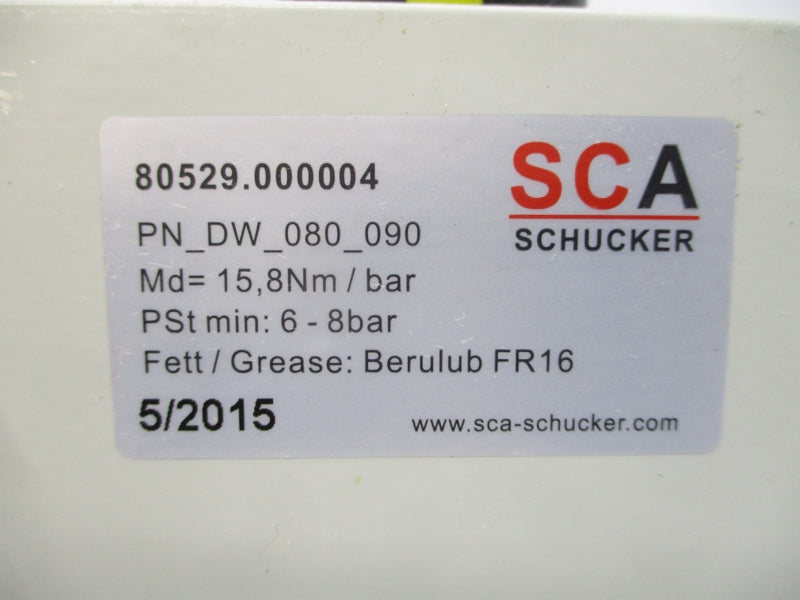 80529.000004
SCA
SCHUCKER
PN_DW_080_090
Md= 15,8Nm / bar
PSt min: 6 - 8bar
Fett / Grease: Berulub FR16
5/2015
www.sca-schucker.com